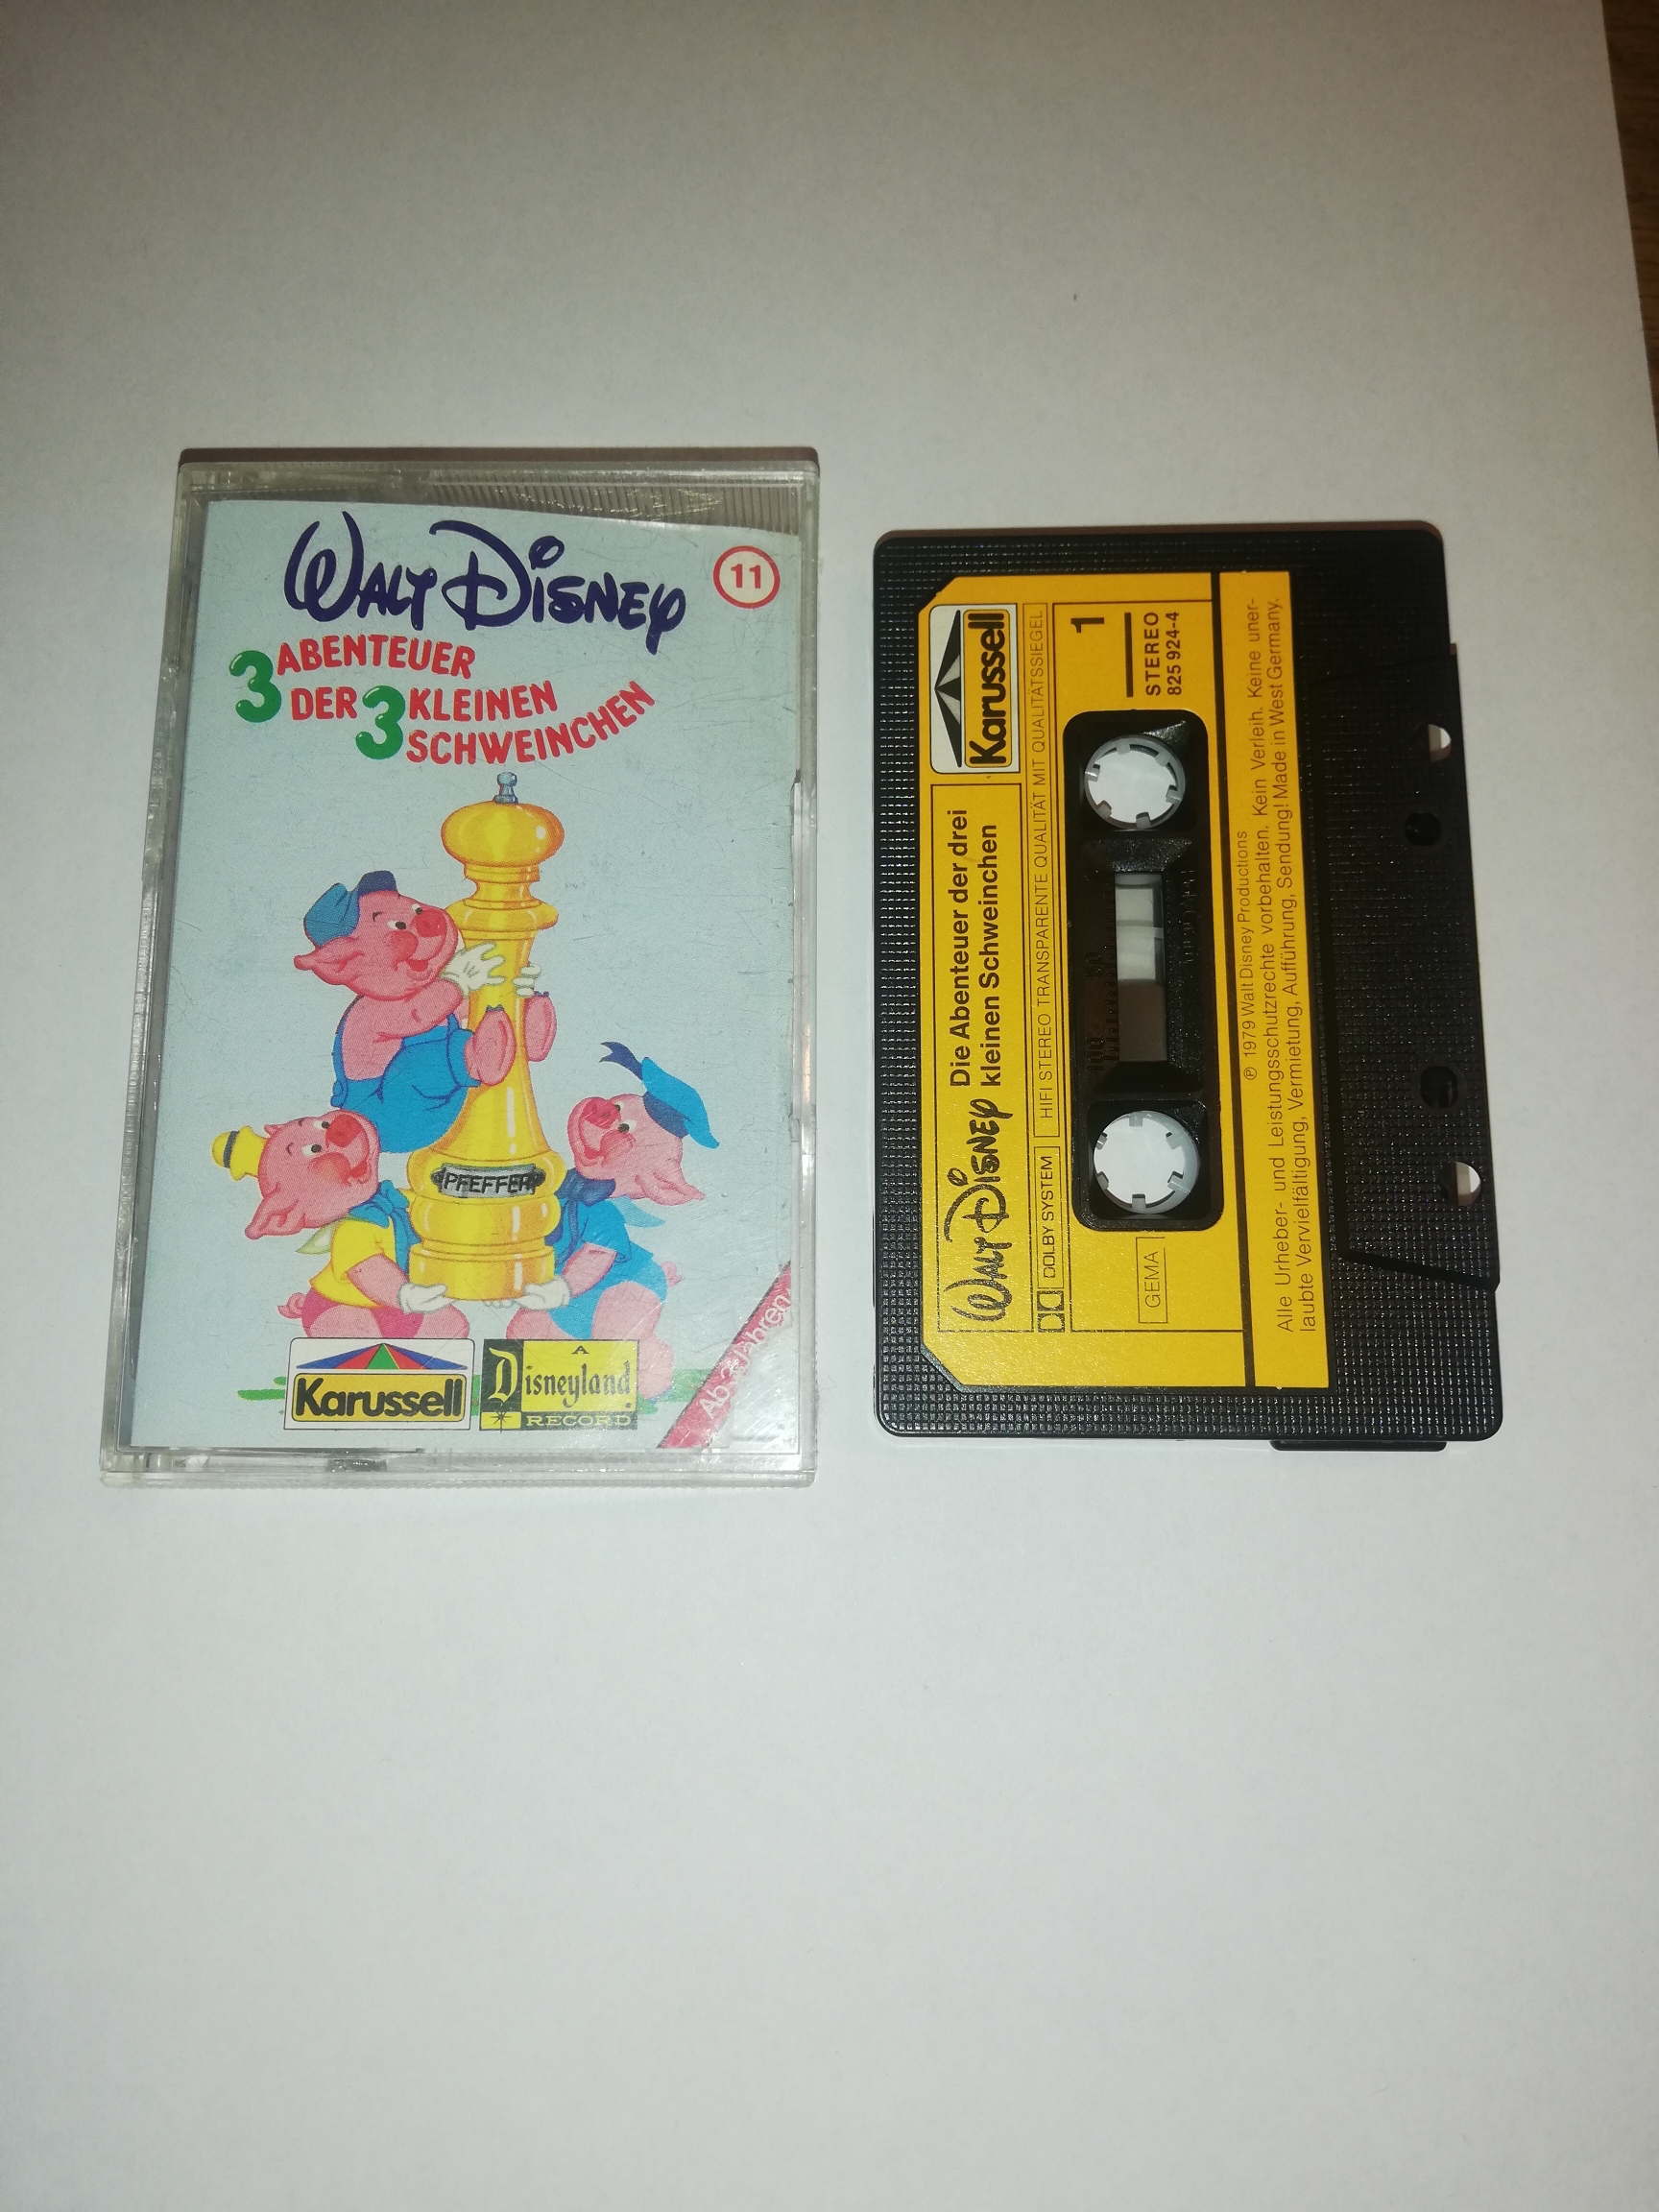 WALT DISNEY
11
3 ABENTEUER
DER 3 KLEINEN
SCHWEINCHEN
PFEFFER
Karussell
A
Disneyland
RECORD
Ab 3 Jahren
Karussell
WALT DISNEY
Die Abenteuer der drei
kleinen Schweinchen
DOLBY SYSTEM
HIFI STEREO TRANSPARENTE QUALITÄT MIT QUALITÄTSSIEGEL
GEMA
1
STEREO
825 924-4
℗ 1979 Walt Disney Productions
Alle Urheber- und Leistungsschutzrechte vorbehalten. Kein Verleih. Keine uner-
laubte Vervielfältigung, Vermietung, Aufführung, Sendung! Made in West Germany.